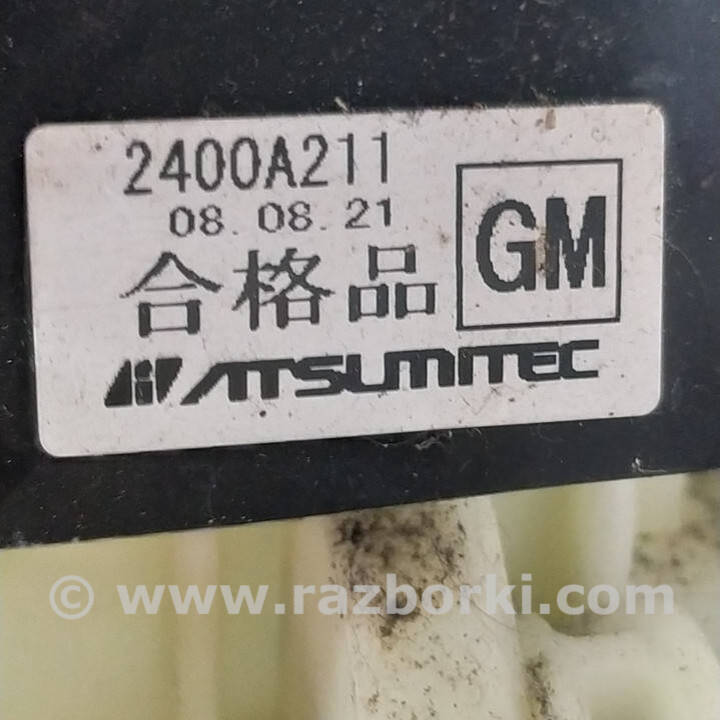 2400A211
08. 08. 21
合格品
GM
ATSUMITEC
© www.razborki.com